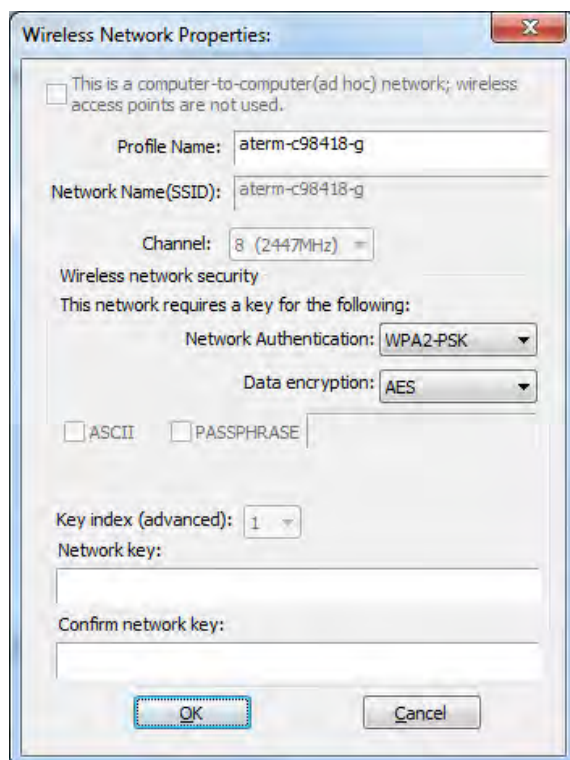 Wireless Network Properties:
This is a computer-to-computer(ad hoc) network; wireless
access points are not used.
Profile Name: aterm-c98418-g
Network Name(SSID): aterm-c98418-g
Channel: 8 (2447MHz)
Wireless network security
This network requires a key for the following:
Network Authentication: WPA2-PSK
Data encryption: AES
ASCII PASSPHRASE
Key index (advanced): 1
Network key:
Confirm network key:
OK Cancel